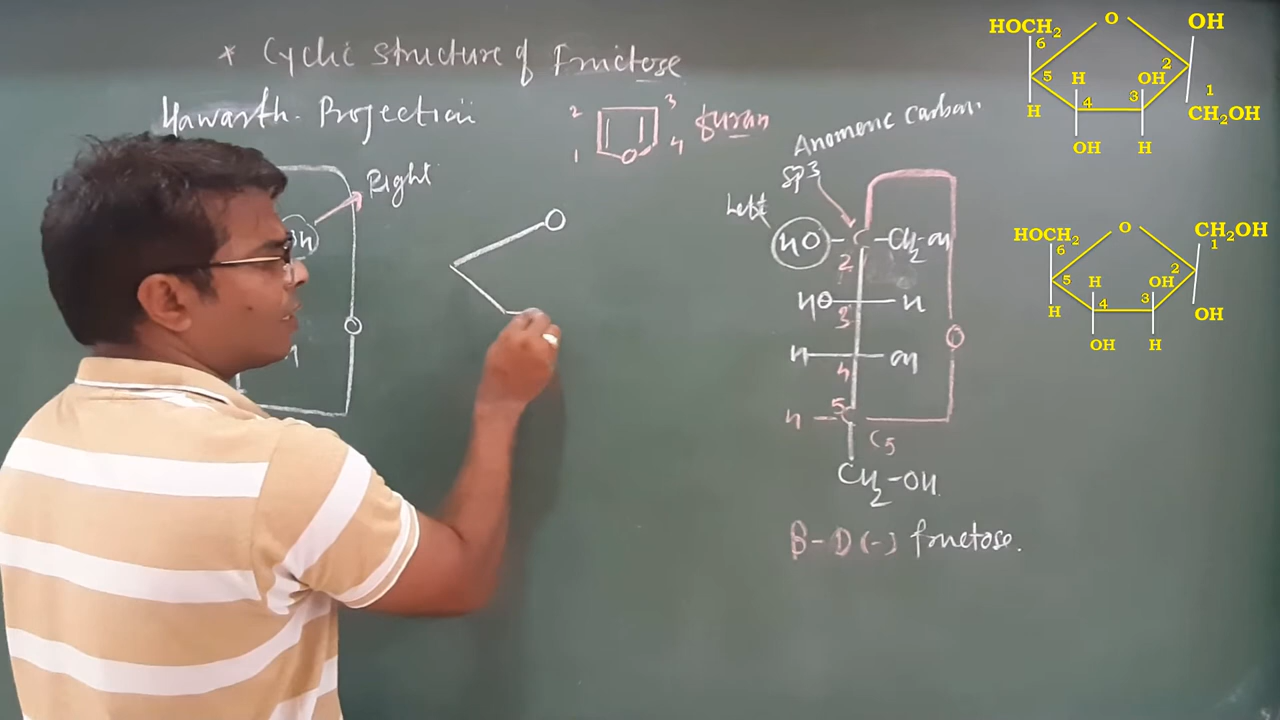 * Cyclic structure of Fructose
Hawarth Projection
2 3
1 4
O
furan
Right
OH
O
H
O
Anomeric Carbon
SP3
Left
HO - C - CH2 - OH
2
HO H
3
H OH
4
O
5
H - C
C5
CH2 - OH
B - D (-) fructose.
HOCH2 O OH
6 2
5 H OH 1
4 3 CH2OH
H
OH H
HOCH2 O CH2OH
6 1
5 H OH 2
4 3
H OH
OH H